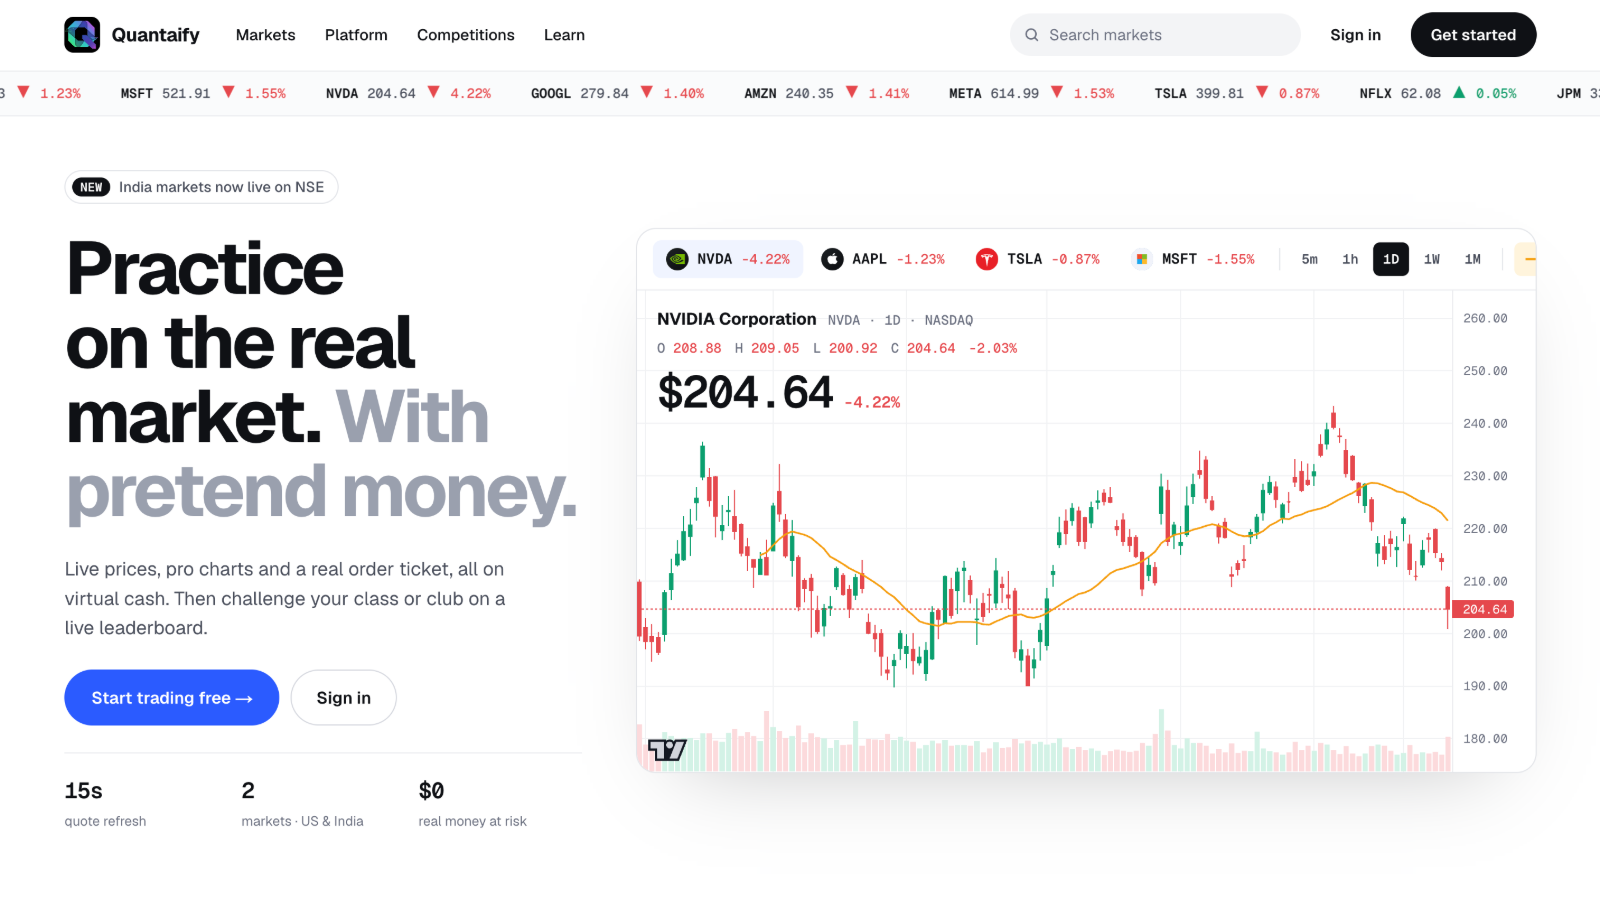 Quantaify
Markets
Platform
Competitions
Learn
Search markets
Sign in
Get started
3 ▼ 1.23% MSFT 521.91 ▼ 1.55% NVDA 204.64 ▼ 4.22% GOOGL 279.84 ▼ 1.40% AMZN 240.35 ▼ 1.41% META 614.99 ▼ 1.53% TSLA 399.81 ▼ 0.87% NFLX 62.08 ▲ 0.05% JPM
NEW India markets now live on NSE
Practice
on the real
market. With
pretend money.
Live prices, pro charts and a real order ticket, all on
virtual cash. Then challenge your class or club on a
live leaderboard.
Start trading free →
Sign in
15s
quote refresh
2
markets · US & India
$0
real money at risk
NVDA -4.22% AAPL -1.23% TSLA -0.87% MSFT -1.55% 5m 1h 1D 1W 1M
NVIDIA Corporation NVDA · 1D · NASDAQ
O 208.88 H 209.05 L 200.92 C 204.64 -2.03%
$204.64 -4.22%
260.00
250.00
240.00
230.00
220.00
210.00
204.64
200.00
190.00
180.00